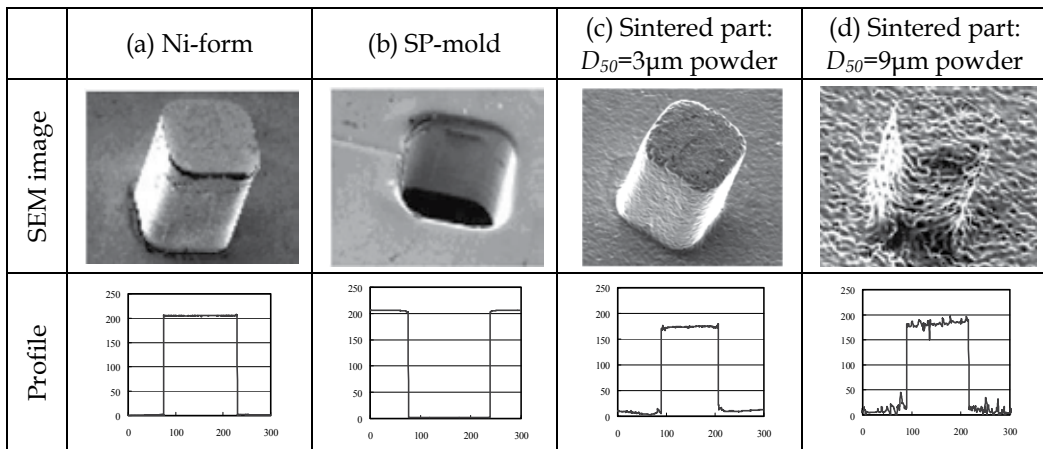 (a) Ni-form
(b) SP-mold
(c) Sintered part:
D50=3μm powder
(d) Sintered part:
D50=9μm powder
SEM image
Profile
250
200
150
100
50
0
0 100 200 300
250
200
150
100
50
0
0 100 200 300
250
200
150
100
50
0
0 100 200 300
250
200
150
100
50
0
0 100 200 300